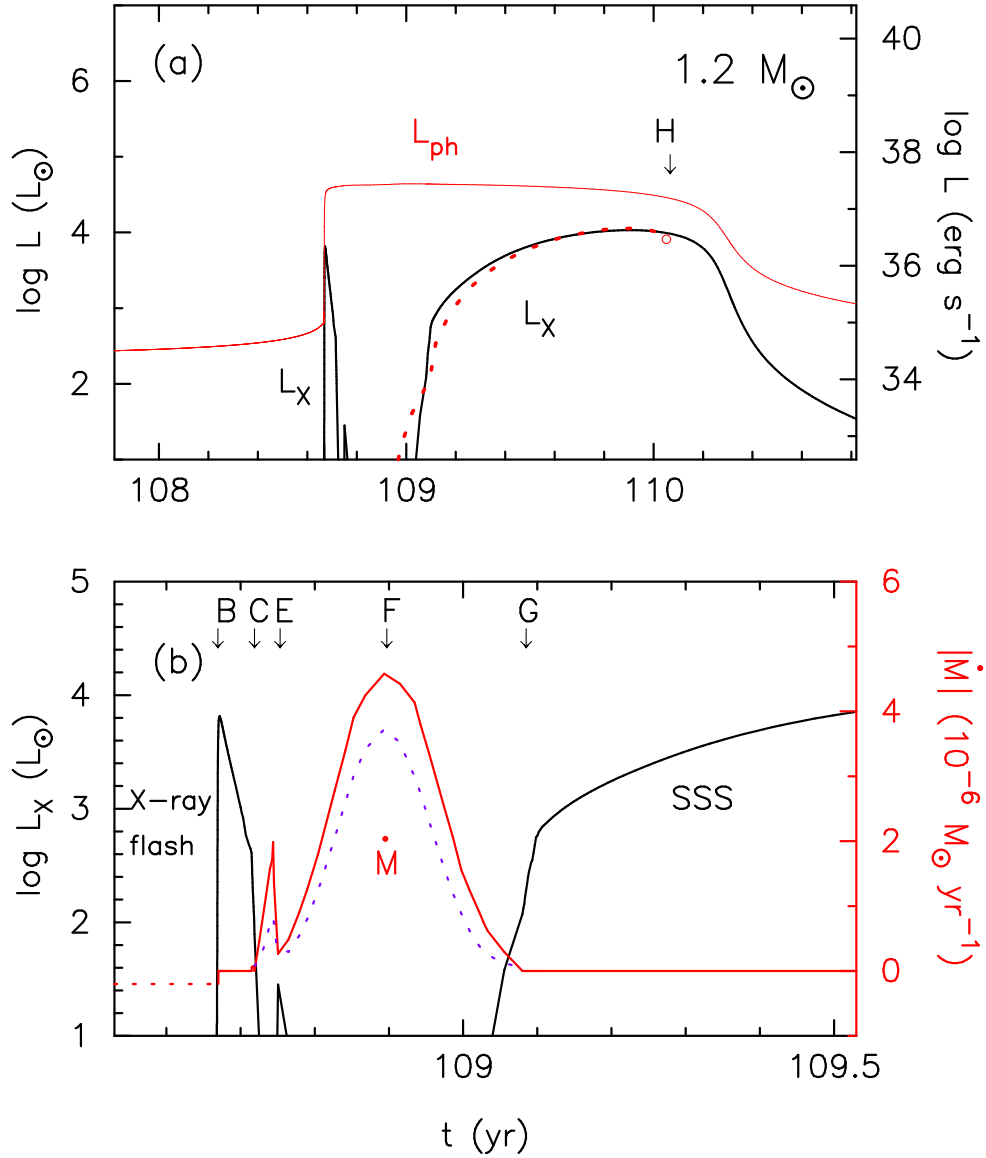 (a)
1.2 M⊙
L_ph
H
↓
L_X
L_X
log L (L⊙)
6
4
2
log L (erg s⁻¹)
40
38
36
34
108
109
110
B C E F G
↓ ↓ ↓ ↓ ↓
(b)
X-ray
flash
Ṁ
SSS
log L_X (L⊙)
5
4
3
2
1
|Ṁ| (10⁻⁶ M⊙ yr⁻¹)
6
4
2
0
109
109.5
t (yr)